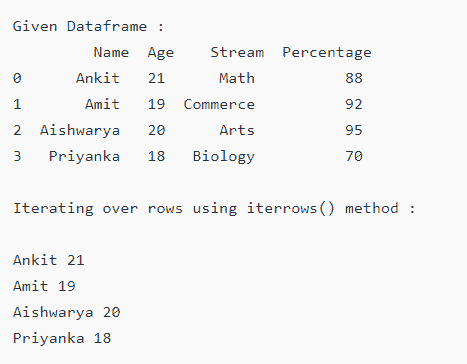 Given Dataframe :
Name Age Stream Percentage
0 Ankit 21 Math 88
1 Amit 19 Commerce 92
2 Aishwarya 20 Arts 95
3 Priyanka 18 Biology 70
Iterating over rows using iterrows() method :
Ankit 21
Amit 19
Aishwarya 20
Priyanka 18